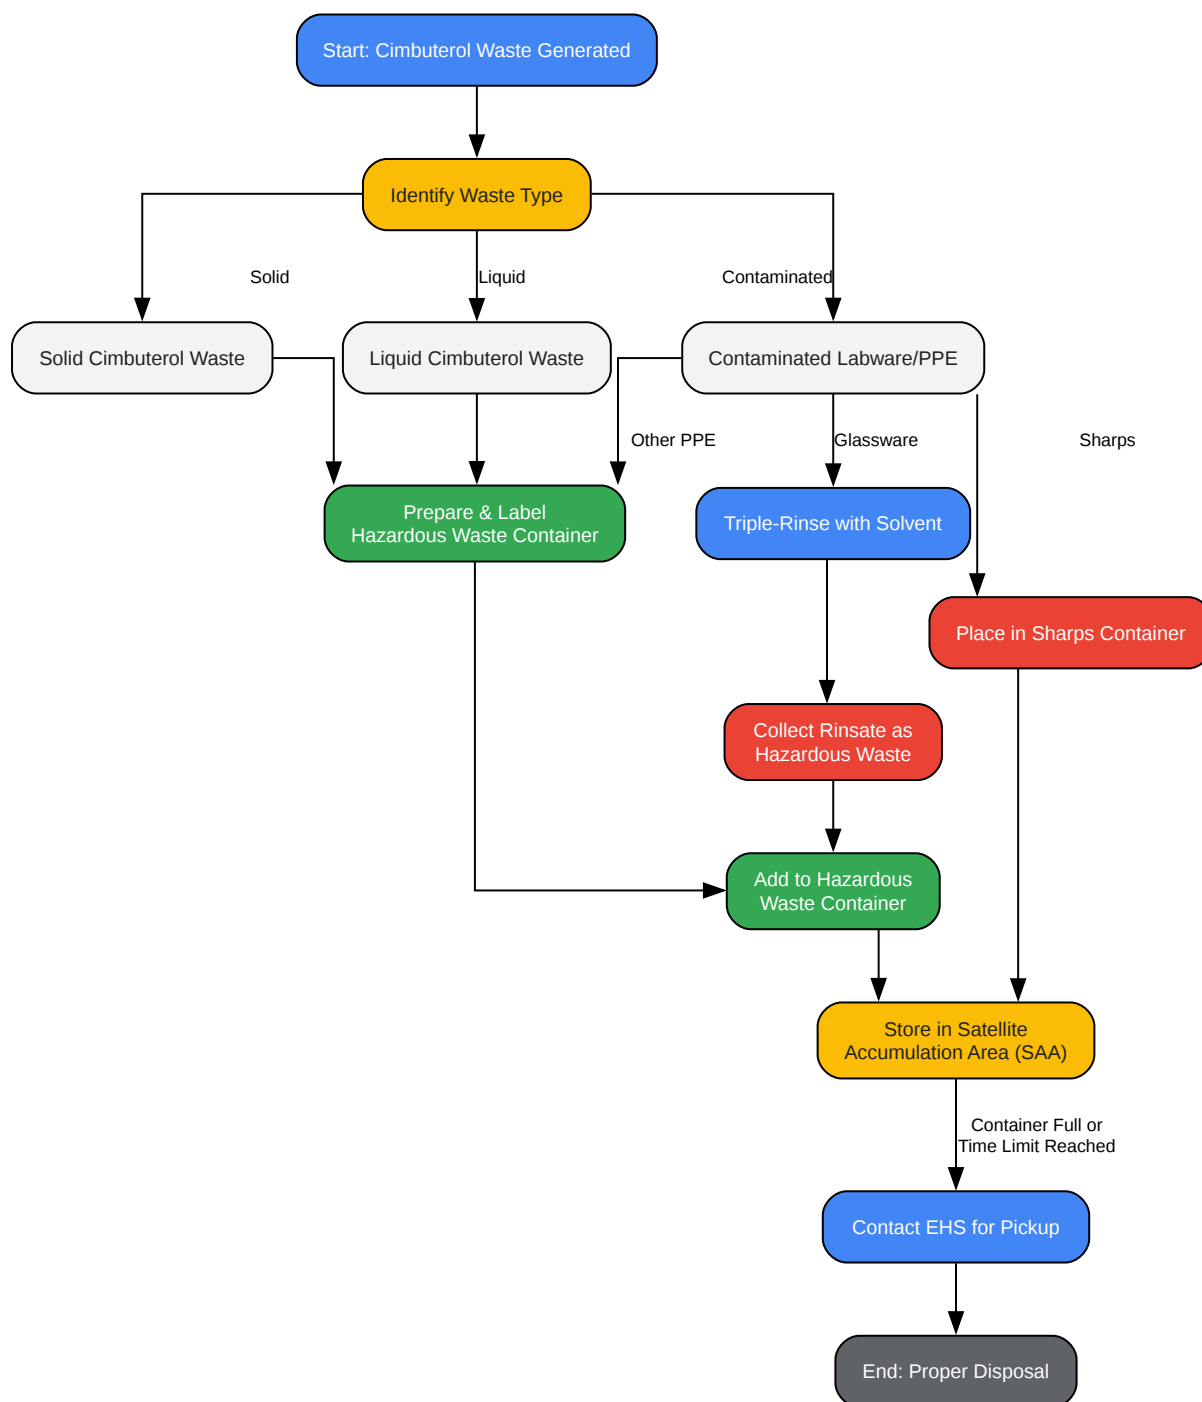 Start: Cimbuterol Waste Generated
Identify Waste Type
Solid
Liquid
Contaminated
Solid Cimbuterol Waste
Liquid Cimbuterol Waste
Contaminated Labware/PPE
Other PPE
Glassware
Sharps
Prepare & Label
Hazardous Waste Container
Triple-Rinse with Solvent
Place in Sharps Container
Collect Rinsate as
Hazardous Waste
Add to Hazardous
Waste Container
Store in Satellite
Accumulation Area (SAA)
Container Full or
Time Limit Reached
Contact EHS for Pickup
End: Proper Disposal